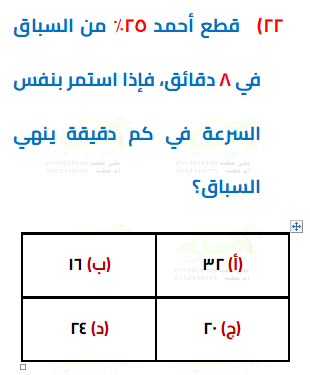 ٢٢) قطع أحمد ٢٥٪ من السباق
في ٨ دقائق، فإذا استمر بنفس
السرعة في كم دقيقة ينهي
السباق؟
(أ) ٣٢ (ب) ١٦
(ج) ٢٠ (د) ٢٤